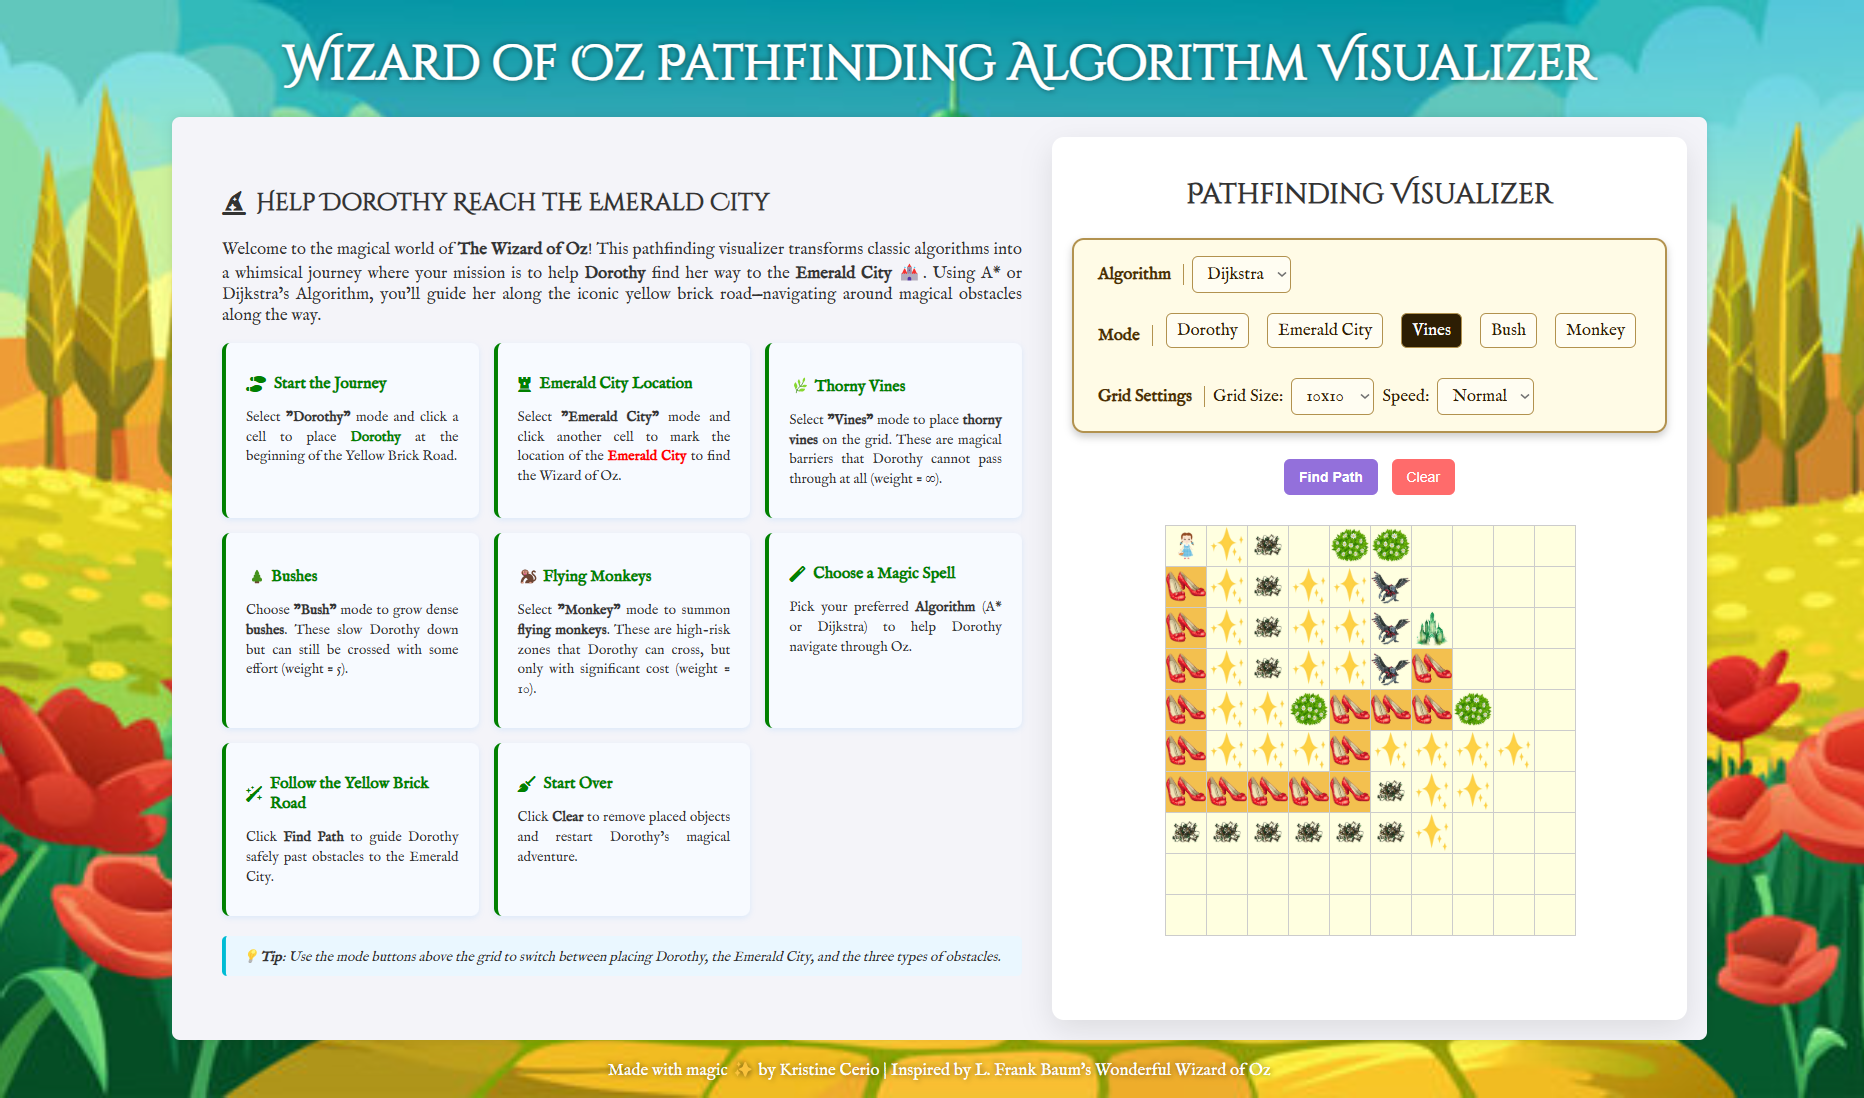 Wizard of Oz Pathfinding Algorithm Visualizer
Help Dorothy Reach the Emerald City
Welcome to the magical world of The Wizard of Oz! This pathfinding visualizer transforms classic algorithms into
a whimsical journey where your mission is to help Dorothy find her way to the Emerald City 🏰 . Using A* or
Dijkstra's Algorithm, you'll guide her along the iconic yellow brick road—navigating around magical obstacles
along the way.
Start the Journey
Select "Dorothy" mode and click a
cell to place Dorothy at the
beginning of the Yellow Brick Road.
Emerald City Location
Select "Emerald City" mode and
click another cell to mark the
location of the Emerald City to find
the Wizard of Oz.
Thorny Vines
Select "Vines" mode to place thorny
vines on the grid. These are magical
barriers that Dorothy cannot pass
through at all (weight = ∞).
Bushes
Choose "Bush" mode to grow dense
bushes. These slow Dorothy down
but can still be crossed with some
effort (weight = 5).
Flying Monkeys
Select "Monkey" mode to summon
flying monkeys. These are high-risk
zones that Dorothy can cross, but
only with significant cost (weight =
10).
Choose a Magic Spell
Pick your preferred Algorithm (A*
or Dijkstra) to help Dorothy
navigate through Oz.
Follow the Yellow Brick
Road
Click Find Path to guide Dorothy
safely past obstacles to the Emerald
City.
Start Over
Click Clear to remove placed objects
and restart Dorothy's magical
adventure.
💡 Tip: Use the mode buttons above the grid to switch between placing Dorothy, the Emerald City, and the three types of obstacles.
Pathfinding Visualizer
Algorithm Dijkstra
Mode Dorothy Emerald City Vines Bush Monkey
Grid Settings Grid Size: 10x10 Speed: Normal
Find Path Clear
Made with magic ✨ by Kristine Cerio | Inspired by L. Frank Baum's Wonderful Wizard of Oz